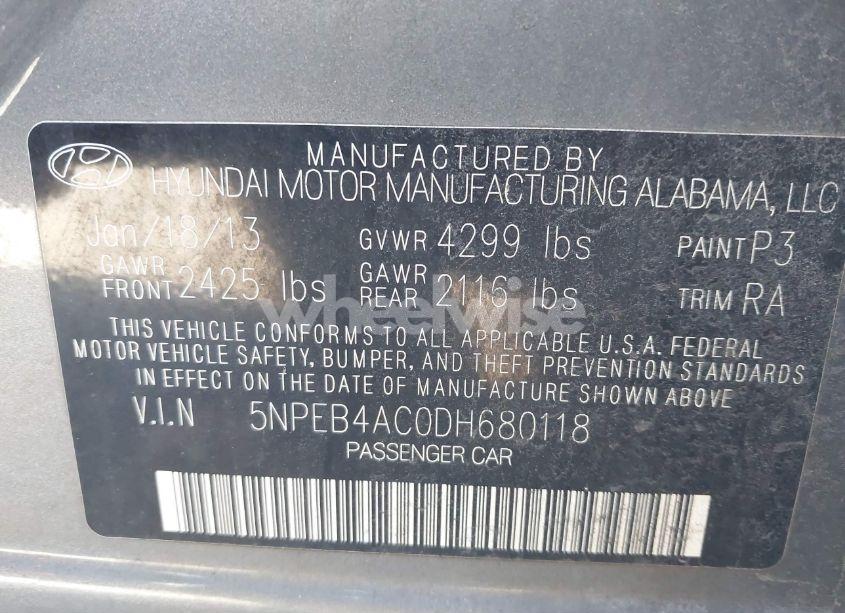 MANUFACTURED BY
HYUNDAI MOTOR MANUFACTURING ALABAMA, LLC
Jan/18/13 GVWR 4299 lbs PAINT P3
GAWR FRONT 2425 lbs GAWR REAR 2116 lbs TRIM RA
wheelwise
THIS VEHICLE CONFORMS TO ALL APPLICABLE U.S.A. FEDERAL
MOTOR VEHICLE SAFETY, BUMPER, AND THEFT PREVENTION STANDARDS
IN EFFECT ON THE DATE OF MANUFACTURE SHOWN ABOVE
V.I.N 5NPEB4AC0DH680118
PASSENGER CAR